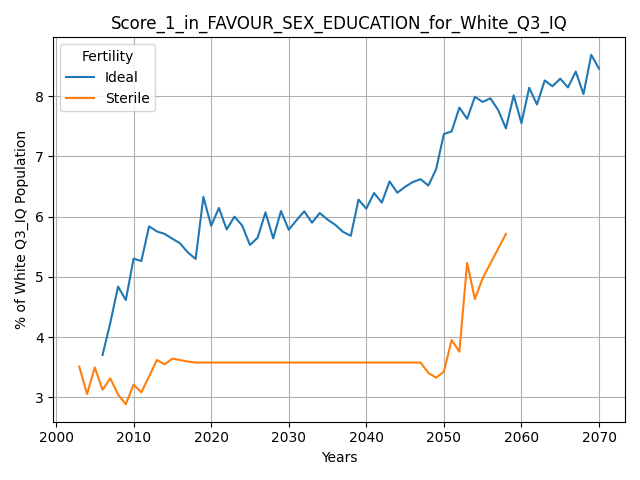 Score_1_in_FAVOUR_SEX_EDUCATION_for_White_Q3_IQ
Fertility
Ideal
Sterile
% of White Q3_IQ Population
8
7
6
5
4
3
2000 2010 2020 2030 2040 2050 2060 2070
Years